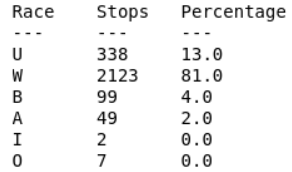 Race Stops Percentage
--- --- ---
U 338 13.0
W 2123 81.0
B 99 4.0
A 49 2.0
I 2 0.0
O 7 0.0